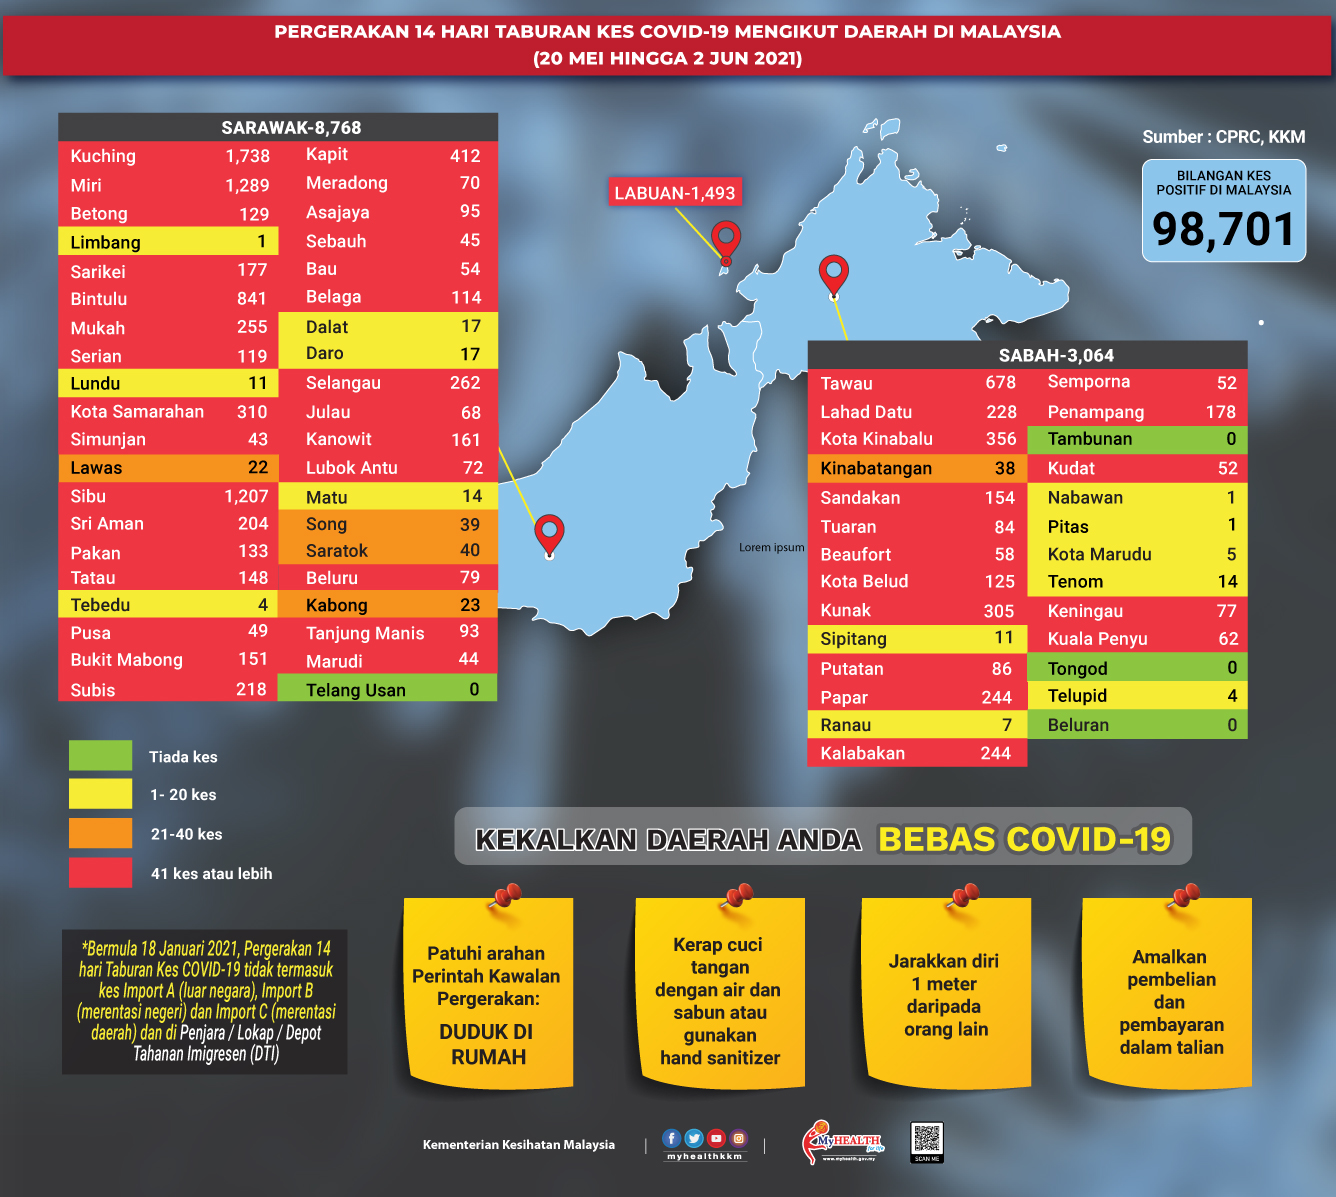 PERGERAKAN 14 HARI TABURAN KES COVID-19 MENGIKUT DAERAH DI MALAYSIA
(20 MEI HINGGA 2 JUN 2021)
Sumber : CPRC, KKM
BILANGAN KES
POSITIF DI MALAYSIA
98,701
LABUAN-1,493
SARAWAK-8,768
Kuching 1,738
Miri 1,289
Betong 129
Limbang 1
Sarikei 177
Bintulu 841
Mukah 255
Serian 119
Lundu 11
Kota Samarahan 310
Simunjan 43
Lawas 22
Sibu 1,207
Sri Aman 204
Pakan 133
Tatau 148
Tebedu 4
Pusa 49
Bukit Mabong 151
Subis 218
Kapit 412
Meradong 70
Asajaya 95
Sebauh 45
Bau 54
Belaga 114
Dalat 17
Daro 17
Selangau 262
Julau 68
Kanowit 161
Lubok Antu 72
Matu 14
Song 39
Saratok 40
Beluru 79
Kabong 23
Tanjung Manis 93
Marudi 44
Telang Usan 0
Lorem ipsum
SABAH-3,064
Tawau 678
Lahad Datu 228
Kota Kinabalu 356
Kinabatangan 38
Sandakan 154
Tuaran 84
Beaufort 58
Kota Belud 125
Kunak 305
Sipitang 11
Putatan 86
Papar 244
Ranau 7
Kalabakan 244
Semporna 52
Penampang 178
Tambunan 0
Kudat 52
Nabawan 1
Pitas 1
Kota Marudu 5
Tenom 14
Keningau 77
Kuala Penyu 62
Tongod 0
Telupid 4
Beluran 0
Tiada kes
1- 20 kes
21-40 kes
41 kes atau lebih
*Bermula 18 Januari 2021, Pergerakan 14
hari Taburan Kes COVID-19 tidak termasuk
kes Import A (luar negara), Import B
(merentasi negeri) dan Import C (merentasi
daerah) dan di Penjara / Lokap / Depot
Tahanan Imigresen (DTI)
KEKALKAN DAERAH ANDA BEBAS COVID-19
Patuhi arahan
Perintah Kawalan
Pergerakan:
DUDUK DI
RUMAH
Kerap cuci
tangan
dengan air dan
sabun atau
gunakan
hand sanitizer
Jarakkan diri
1 meter
daripada
orang lain
Amalkan
pembelian
dan
pembayaran
dalam talian
Kementerian Kesihatan Malaysia
myhealthkkm
MyHEALTH
for life
www.myhealth.gov.my
SCAN ME